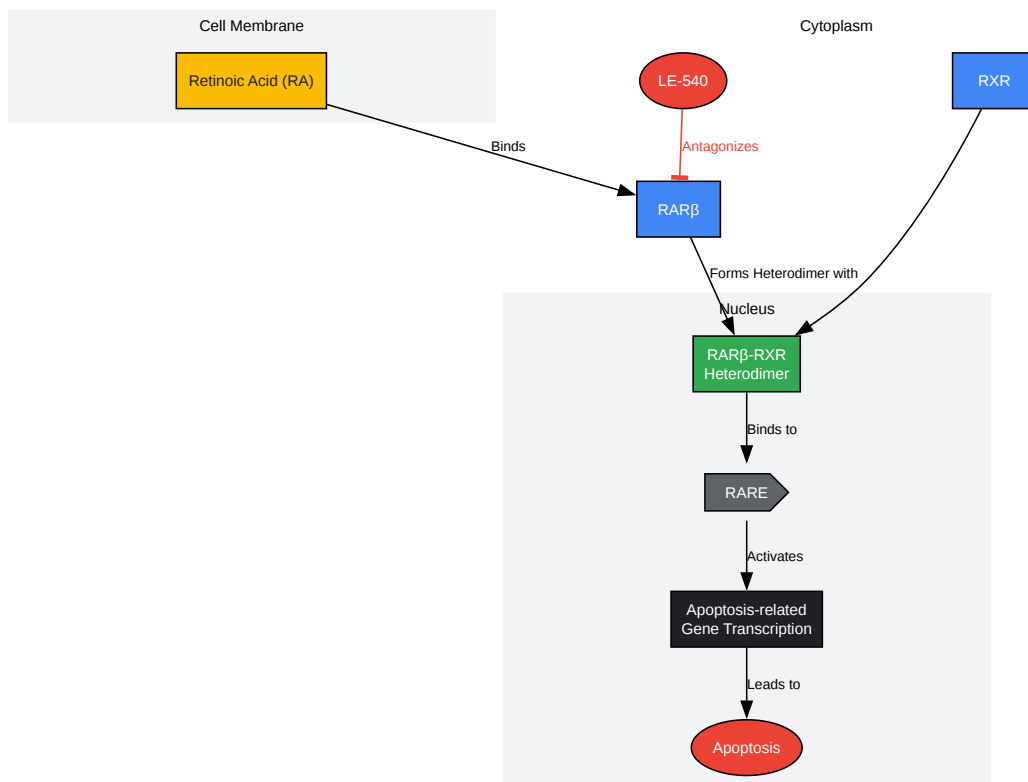 Cell Membrane
Cytoplasm
Retinoic Acid (RA)
LE-540
RXR
Binds
Antagonizes
RARβ
Forms Heterodimer with
Nucleus
RARβ-RXR
Heterodimer
Binds to
RARE
Activates
Apoptosis-related
Gene Transcription
Leads to
Apoptosis